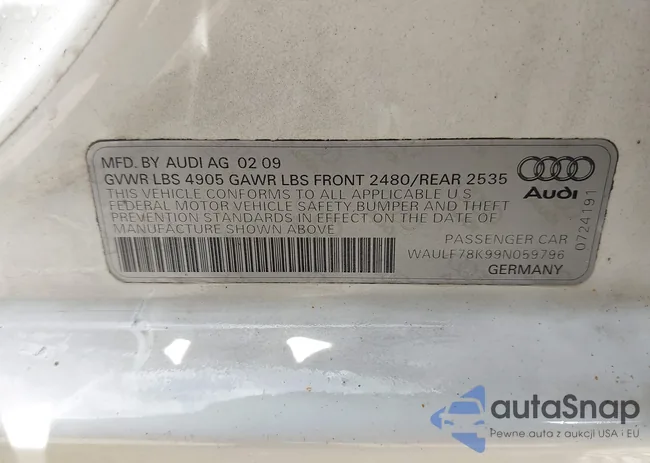 MFD. BY AUDI AG 02 09
GVWR LBS 4905 GAWR LBS FRONT 2480/REAR 2535
THIS VEHICLE CONFORMS TO ALL APPLICABLE U S
FEDERAL MOTOR VEHICLE SAFETY, BUMPER AND THEFT
PREVENTION STANDARDS IN EFFECT ON THE DATE OF
MANUFACTURE SHOWN ABOVE
Audi
0724191
PASSENGER CAR
WAULF78K99N059796
GERMANY
autaSnap
Pewne auta z aukcji USA i EU